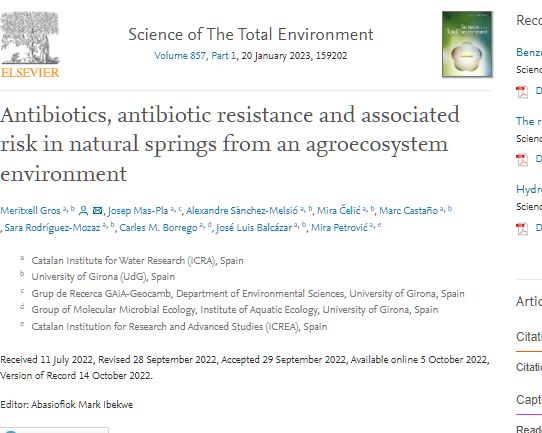 Science of The Total Environment
Volume 857, Part 1, 20 January 2023, 159202
ELSEVIER
Antibiotics, antibiotic resistance and associated
risk in natural springs from an agroecosystem
environment
Meritxell Gros a, b, Josep Mas-Pla a, c, Alexandre Sànchez-Melsió a, b, Mira Čelić a, b, Marc Castaño a, b
, Sara Rodríguez-Mozaz a, b, Carles M. Borrego a, d, José Luis Balcázar a, b, Mira Petrović a, e
a Catalan Institute for Water Research (ICRA), Spain
b University of Girona (UdG), Spain
c Grup de Recerca GAiA-Geocamb, Department of Environmental Sciences, University of Girona, Spain
d Group of Molecular Microbial Ecology, Institute of Aquatic Ecology, University of Girona, Spain
e Catalan Institution for Research and Advanced Studies (ICREA), Spain
Received 11 July 2022, Revised 28 September 2022, Accepted 29 September 2022, Available online 5 October 2022,
Version of Record 14 October 2022.
Editor: Abasiofiok Mark Ibekwe
Reco
Benzo
Scienc
D
The r
Scienc
D
Hydro
Scienc
D
Artic
Citati
Citatio
Capt
Reade